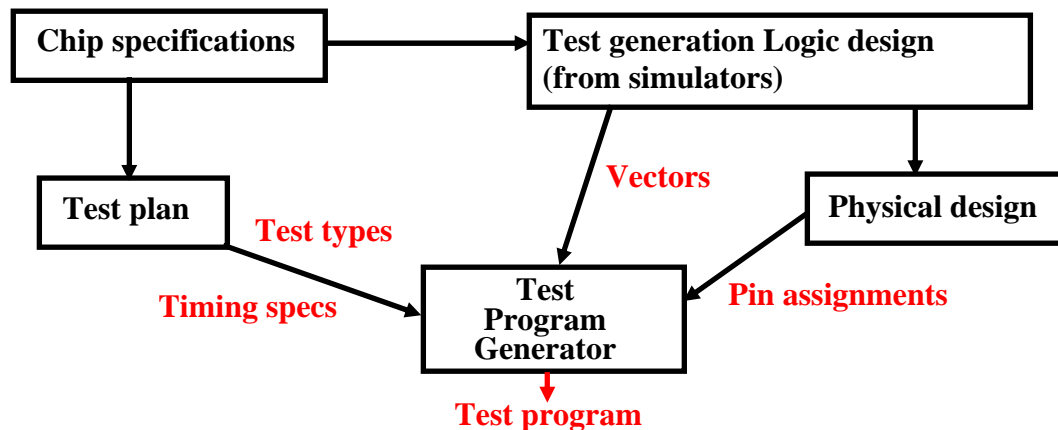 Chip specifications
Test generation Logic design
(from simulators)
Vectors
Test plan
Physical design
Test types
Timing specs
Test
Program
Generator
Pin assignments
Test program